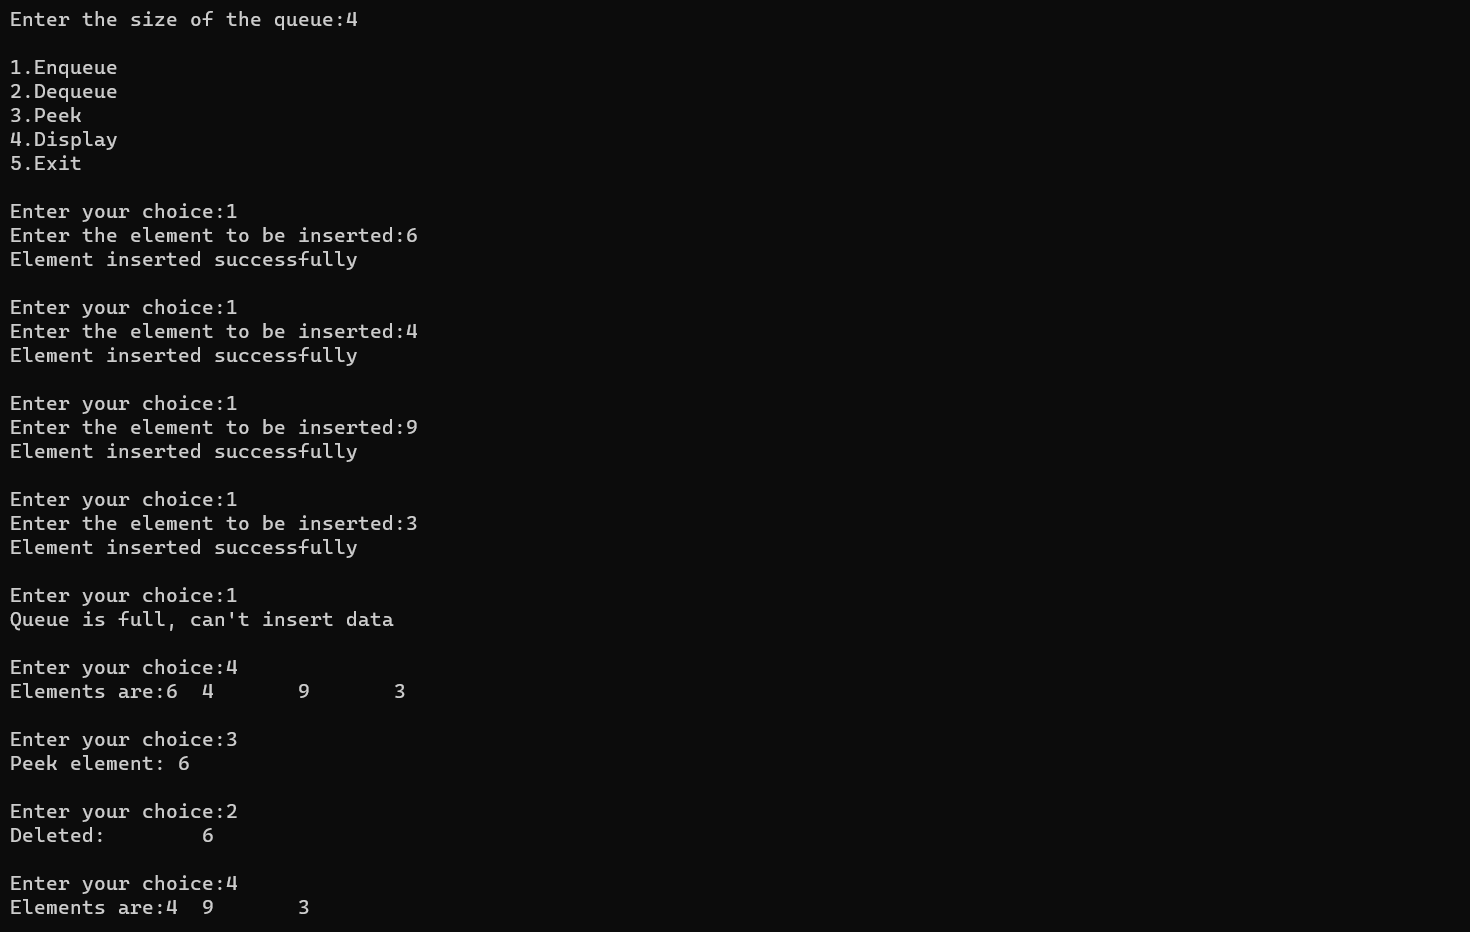 Enter the size of the queue:4
1.Enqueue
2.Dequeue
3.Peek
4.Display
5.Exit
Enter your choice:1
Enter the element to be inserted:6
Element inserted successfully
Enter your choice:1
Enter the element to be inserted:4
Element inserted successfully
Enter your choice:1
Enter the element to be inserted:9
Element inserted successfully
Enter your choice:1
Enter the element to be inserted:3
Element inserted successfully
Enter your choice:1
Queue is full, can't insert data
Enter your choice:4
Elements are:6  4       9       3
Enter your choice:3
Peek element: 6
Enter your choice:2
Deleted:        6
Enter your choice:4
Elements are:4  9       3